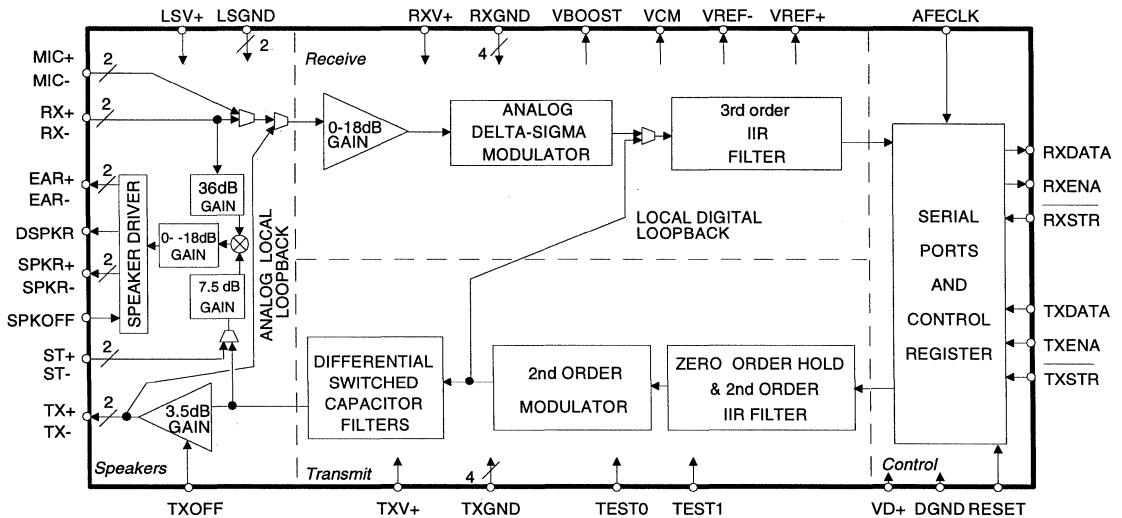 LSV+ LSGND RXV+ RXGND VBOOST VCM VREF- VREF+ AFECLK
2
4
Receive
MIC+
MIC-
2
RX+
RX-
2
0-18dB
GAIN
ANALOG
DELTA-SIGMA
MODULATOR
3rd order
IIR
FILTER
EAR+
EAR-
2
DSPKR
SPKR+
SPKR-
2
SPKOFF
SPEAKER DRIVER
36dB
GAIN
0- -18dB
GAIN
7.5 dB
GAIN
ANALOG LOCAL
LOOPBACK
LOCAL DIGITAL
LOOPBACK
SERIAL
PORTS
AND
CONTROL
REGISTER
RXDATA
RXENA
RXSTR
TXDATA
TXENA
TXSTR
ST+
ST-
2
TX+
TX-
2
3.5dB
GAIN
DIFFERENTIAL
SWITCHED
CAPACITOR
FILTERS
2nd ORDER
MODULATOR
ZERO ORDER HOLD
& 2nd ORDER
IIR FILTER
Speakers
Transmit
4
Control
TXOFF TXV+ TXGND TEST0 TEST1 VD+ DGND RESET